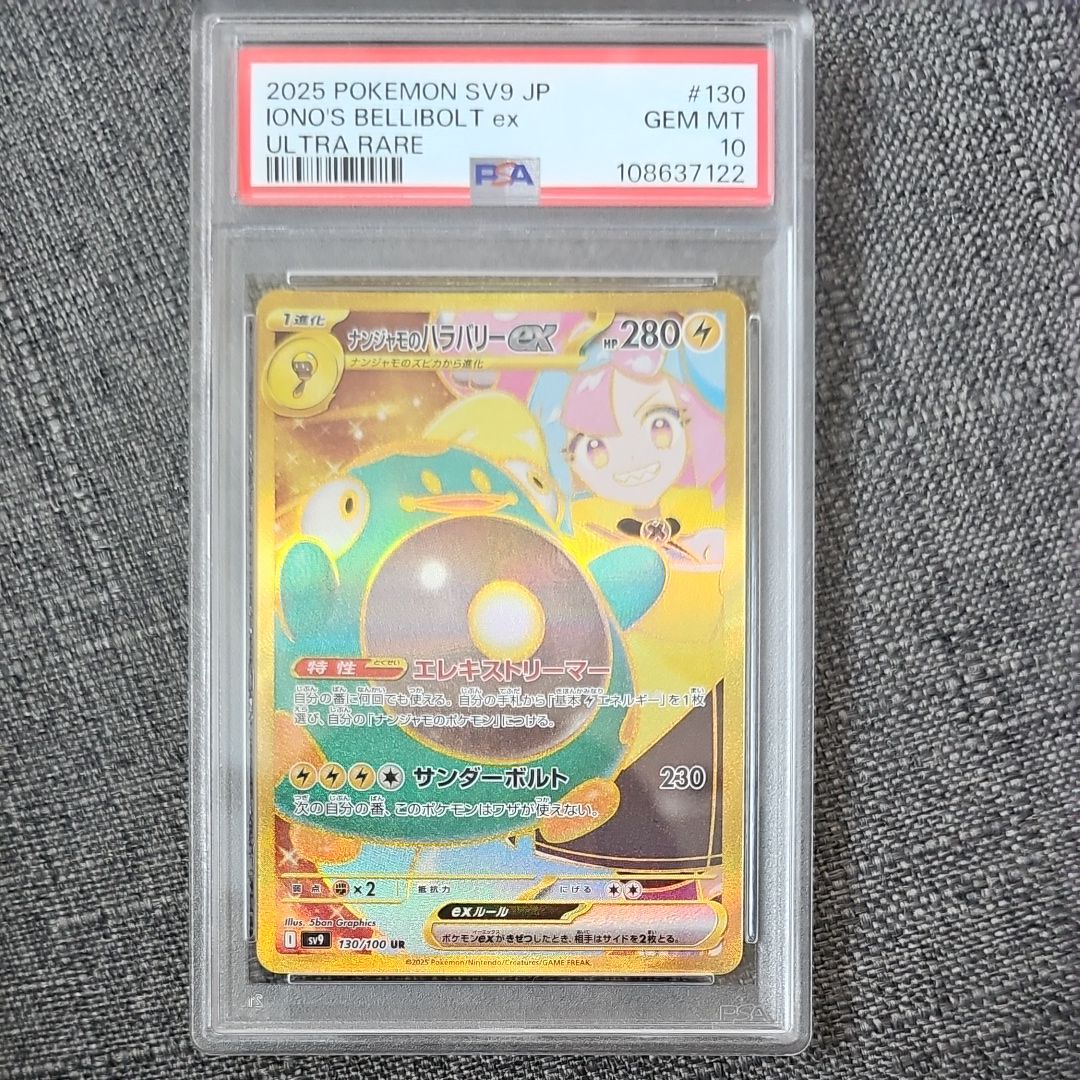 2025 POKEMON SV9 JP #130
IONO'S BELLIBOLT ex GEM MT
ULTRA RARE 10
PSA 108637122
1進化 ナンジャモのハラバリーex HP 280
ナンジャモのズピカから進化
特性 とくせい エレキストリーマー
自分の番に何回でも使える。自分の手札から「基本エネルギー」を1枚
選び、自分の「ナンジャモのポケモン」につける。
サンダーボルト 230
次の自分の番、このポケモンはワザが使えない。
弱点 ×2 抵抗力 にげる
exルール
ポケモンexがきぜつしたとき、相手はサイドを2枚とる。
Illus. 5ban Graphics
I sv9 130/100 UR
©2025 Pokémon/Nintendo/Creatures/GAME FREAK.
PSA